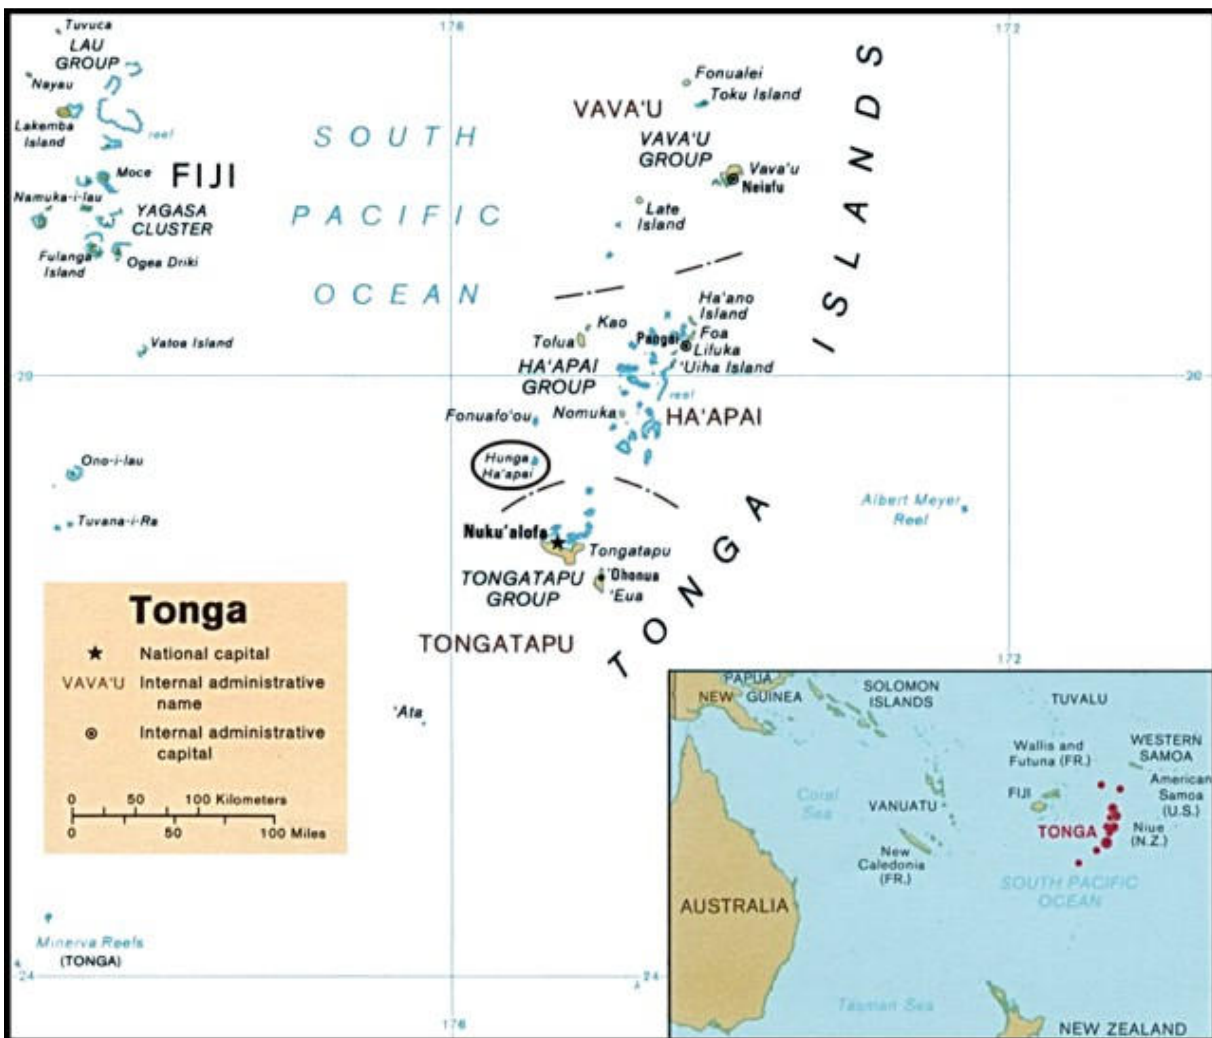 176
172
Tuvuca
LAU
GROUP
Nayau
Lakemba
Island
reef
Moce
FIJI
Namuka-i-lau
YAGASA
CLUSTER
Fulanga
Island
Ogea Driki
SOUTH
PACIFIC
OCEAN
Fonualei
Toku Island
VAVA'U
VAVA'U
GROUP
Vava'u
Neiafu
Late
Island
Ha'ano
Island
Kao
Foa
Tofua
Pangai
Lifuka
'Uiha Island
HA'APAI
GROUP
reef
Vatoa Island
20
20
Fonuafo'ou
Nomuka
HA'APAI
Hunga
Ha'apai
Ono-i-lau
Tuvana-i-Ra
Albert Meyer
Reef
Nuku'alofa
Tongatapu
'Ohonua
'Eua
TONGATAPU
GROUP
TONGATAPU
TONGA ISLANDS
'Ata
Tonga
National capital
VAVA'U Internal administrative
name
Internal administrative
capital
0 50 100 Kilometers
0 50 100 Miles
Minerva Reefs
(TONGA)
24
24
176
172
PAPUA
NEW GUINEA
SOLOMON
ISLANDS
TUVALU
Wallis and
Futuna (FR.)
WESTERN
SAMOA
American
Samoa
(U.S.)
FIJI
Coral
Sea
VANUATU
TONGA
Niue
(N.Z.)
New
Caledonia
(FR.)
SOUTH PACIFIC
OCEAN
AUSTRALIA
Tasman Sea
NEW ZEALAND